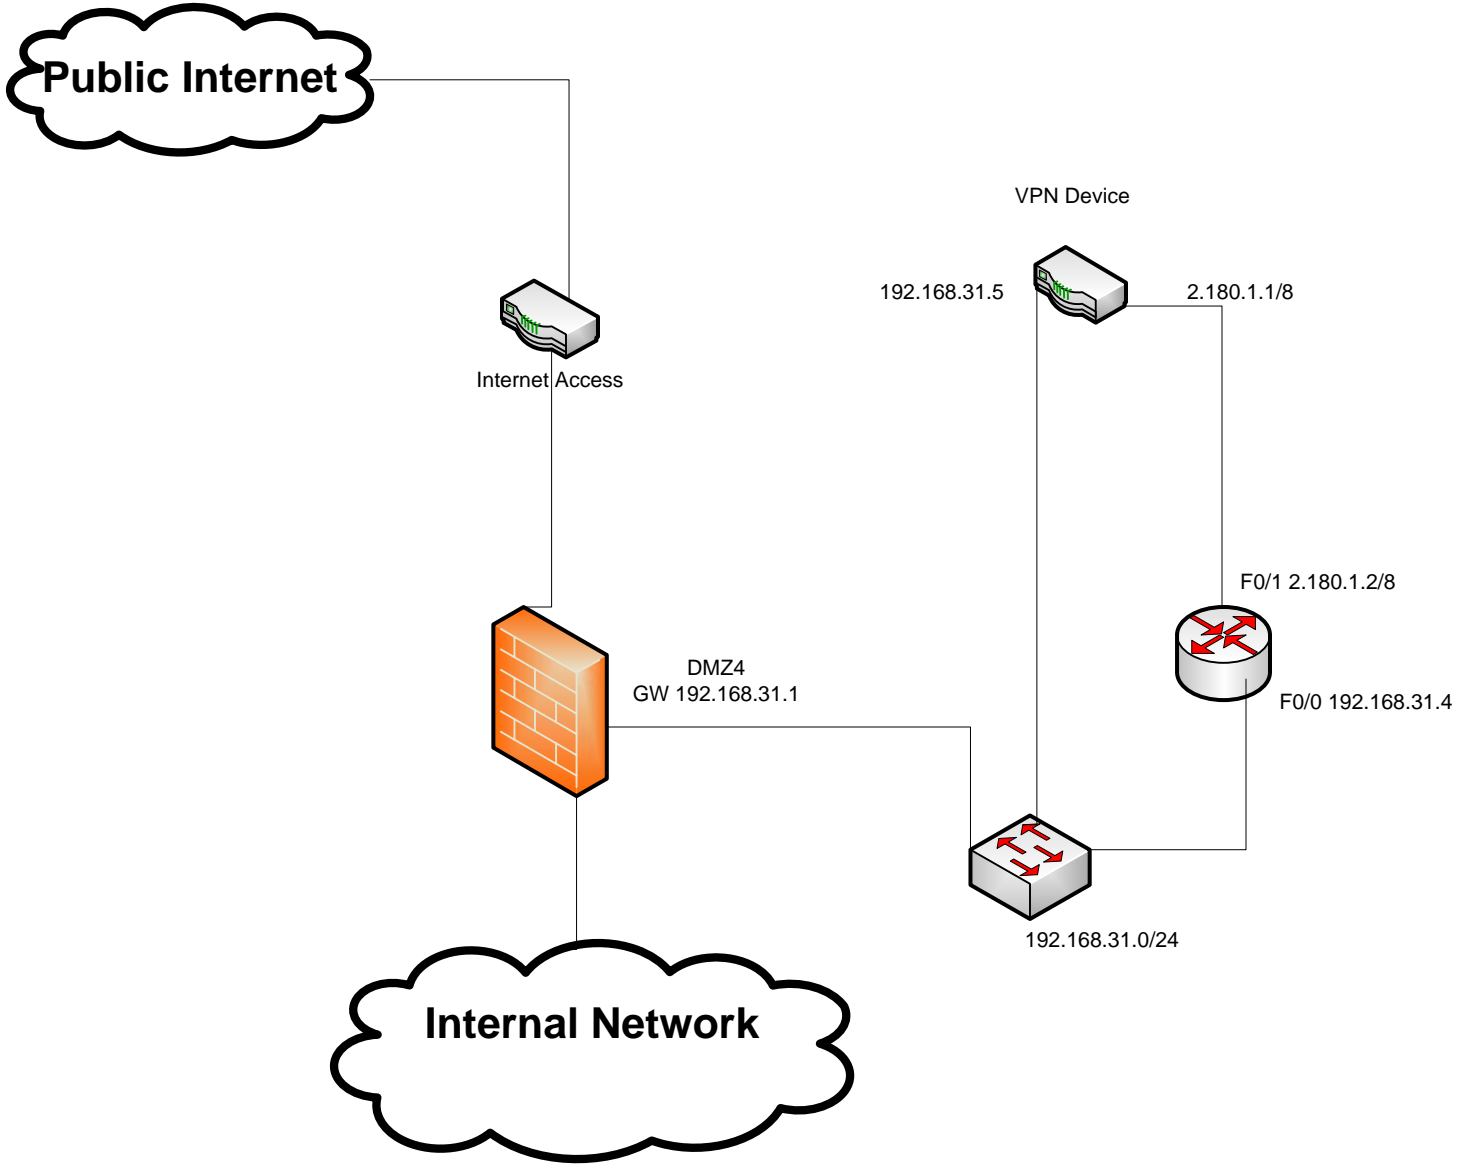 Public Internet
VPN Device
192.168.31.5
2.180.1.1/8
Internet Access
F0/1 2.180.1.2/8
DMZ4
GW 192.168.31.1
F0/0 192.168.31.4
192.168.31.0/24
Internal Network